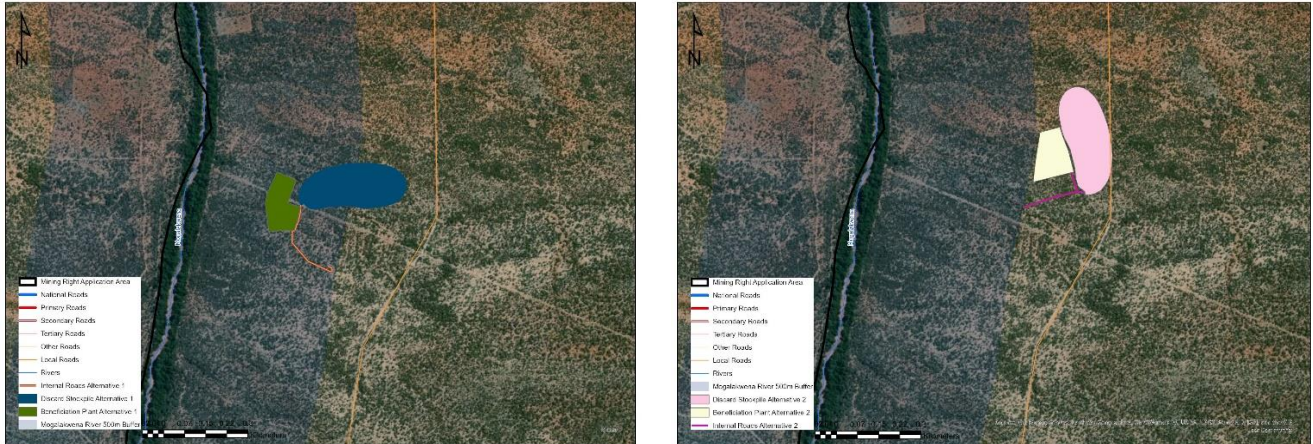 N
Mining Right Application Area
National Roads
Primary Roads
Secondary Roads
Tertiary Roads
Other Roads
Local Roads
Rivers
Internal Roads Alternative 1
Discard Stockpile Alternative 1
Beneficiation Plant Alternative 1
Mogalakwena River 500m Buffer
N
Mining Right Application Area
National Roads
Primary Roads
Secondary Roads
Tertiary Roads
Other Roads
Local Roads
Rivers
Mogalakwena River 500m Buffer
Discard Stockpile Alternative 2
Beneficiation Plant Alternative 2
Internal Roads Alternative 2